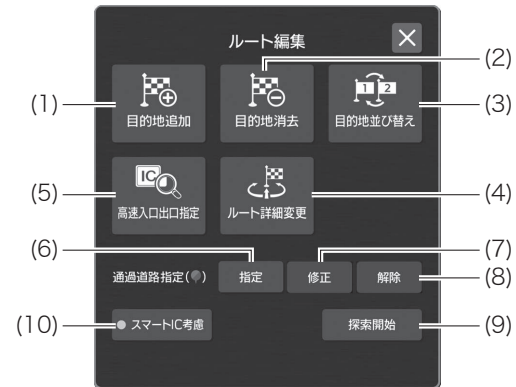 ルート編集
(1)
(2)
(3)
目的地追加
目的地消去
1 2
目的地並び替え
(5)
(4)
IC
高速入口出口指定
ルート詳細変更
(6)
(7)
通過道路指定( )
指定
修正
解除
(8)
(10)
スマートIC考慮
探索開始
(9)